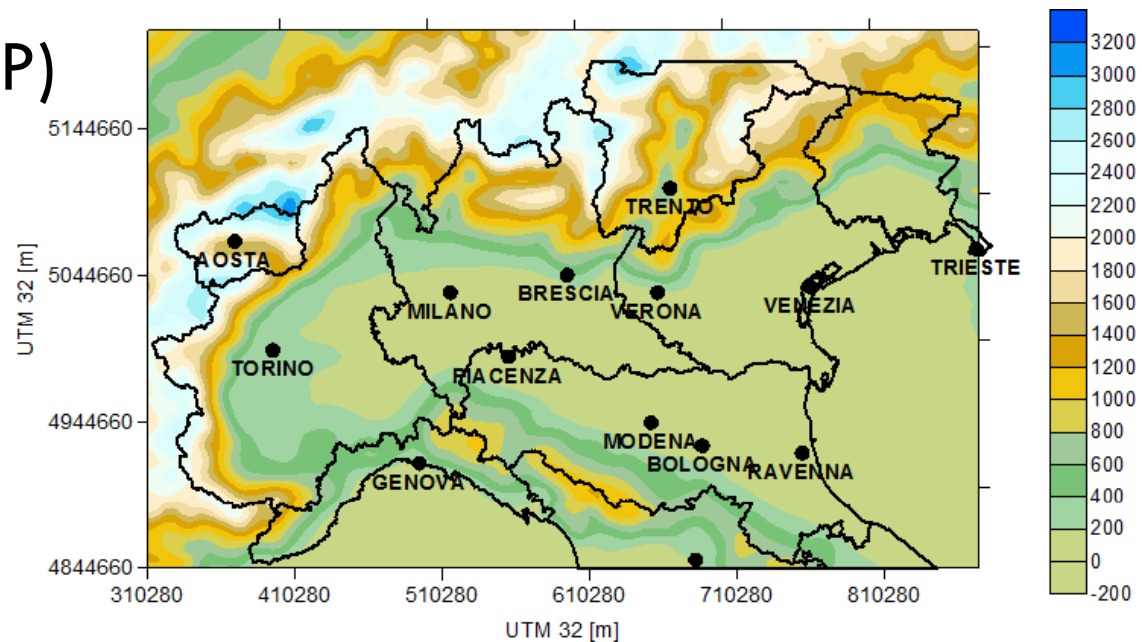 P)
5144660
5044660
4944660
4844660
UTM 32 [m]
TRENTO
AOSTA
TRIESTE
BRESCIA
MILANO
VERONA
VENEZIA
TORINO
PIACENZA
MODENA
BOLOGNA
RAVENNA
GENOVA
310280 410280 510280 610280 710280 810280
UTM 32 [m]
3200
3000
2800
2600
2400
2200
2000
1800
1600
1400
1200
1000
800
600
400
200
0
-200